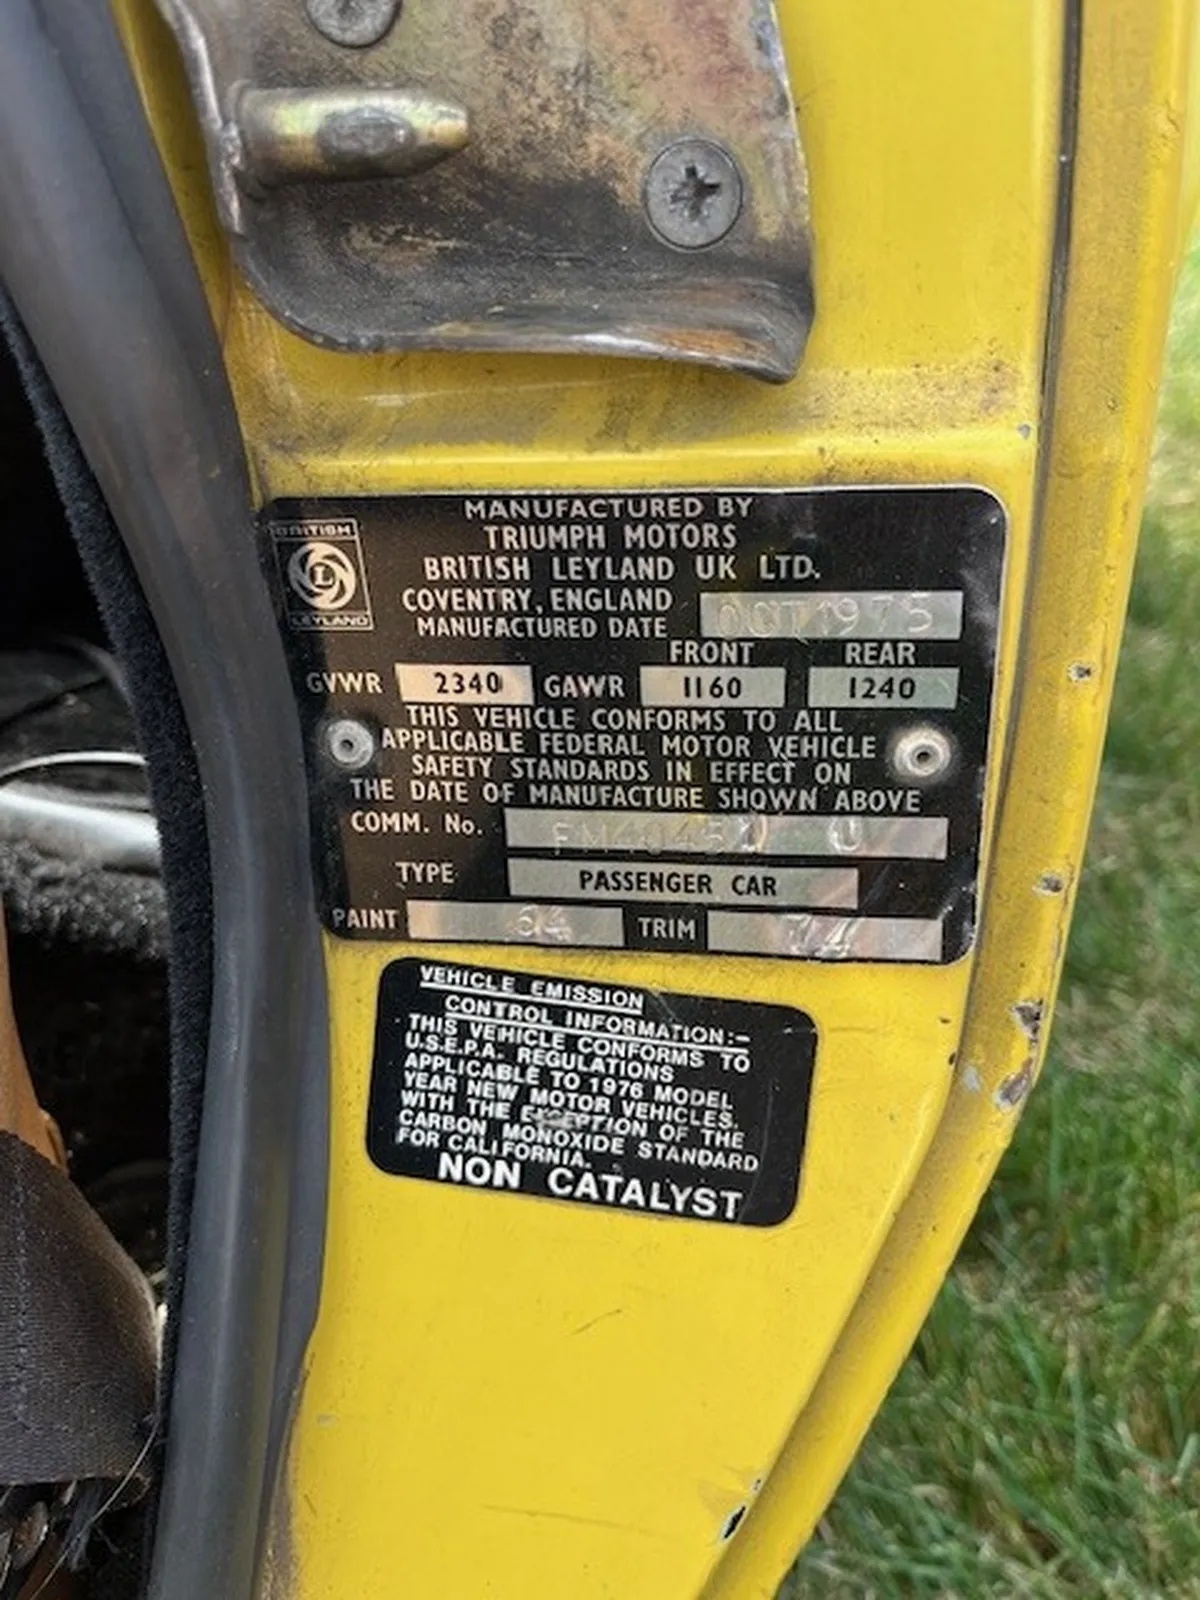 MANUFACTURED BY
TRIUMPH MOTORS
BRITISH LEYLAND UK LTD.
BRITISH
L
LEYLAND
COVENTRY, ENGLAND
MANUFACTURED DATE OCT 1975
FRONT REAR
GVWR 2340 GAWR 1160 1240
THIS VEHICLE CONFORMS TO ALL
APPLICABLE FEDERAL MOTOR VEHICLE
SAFETY STANDARDS IN EFFECT ON
THE DATE OF MANUFACTURE SHOWN ABOVE
COMM. No. U
TYPE PASSENGER CAR
PAINT 64 TRIM
VEHICLE EMISSION
CONTROL INFORMATION:-
THIS VEHICLE CONFORMS TO
U.S.E.P.A. REGULATIONS
APPLICABLE TO 1976 MODEL
YEAR NEW MOTOR VEHICLES.
WITH THE EXCEPTION OF THE
CARBON MONOXIDE STANDARD
FOR CALIFORNIA.
NON CATALYST